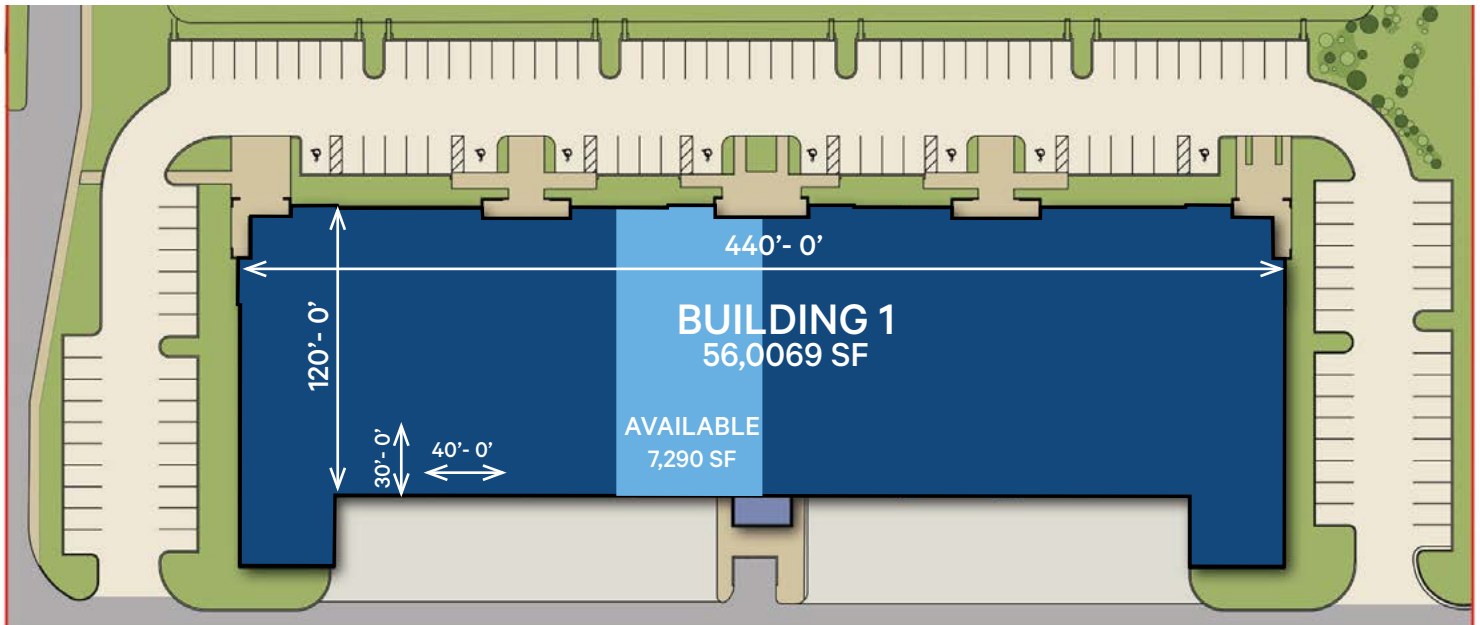 440’- 0’
BUILDING 1
56,0069 SF
120’- 0’
AVAILABLE
7,290 SF
30’- 0’
40’- 0’